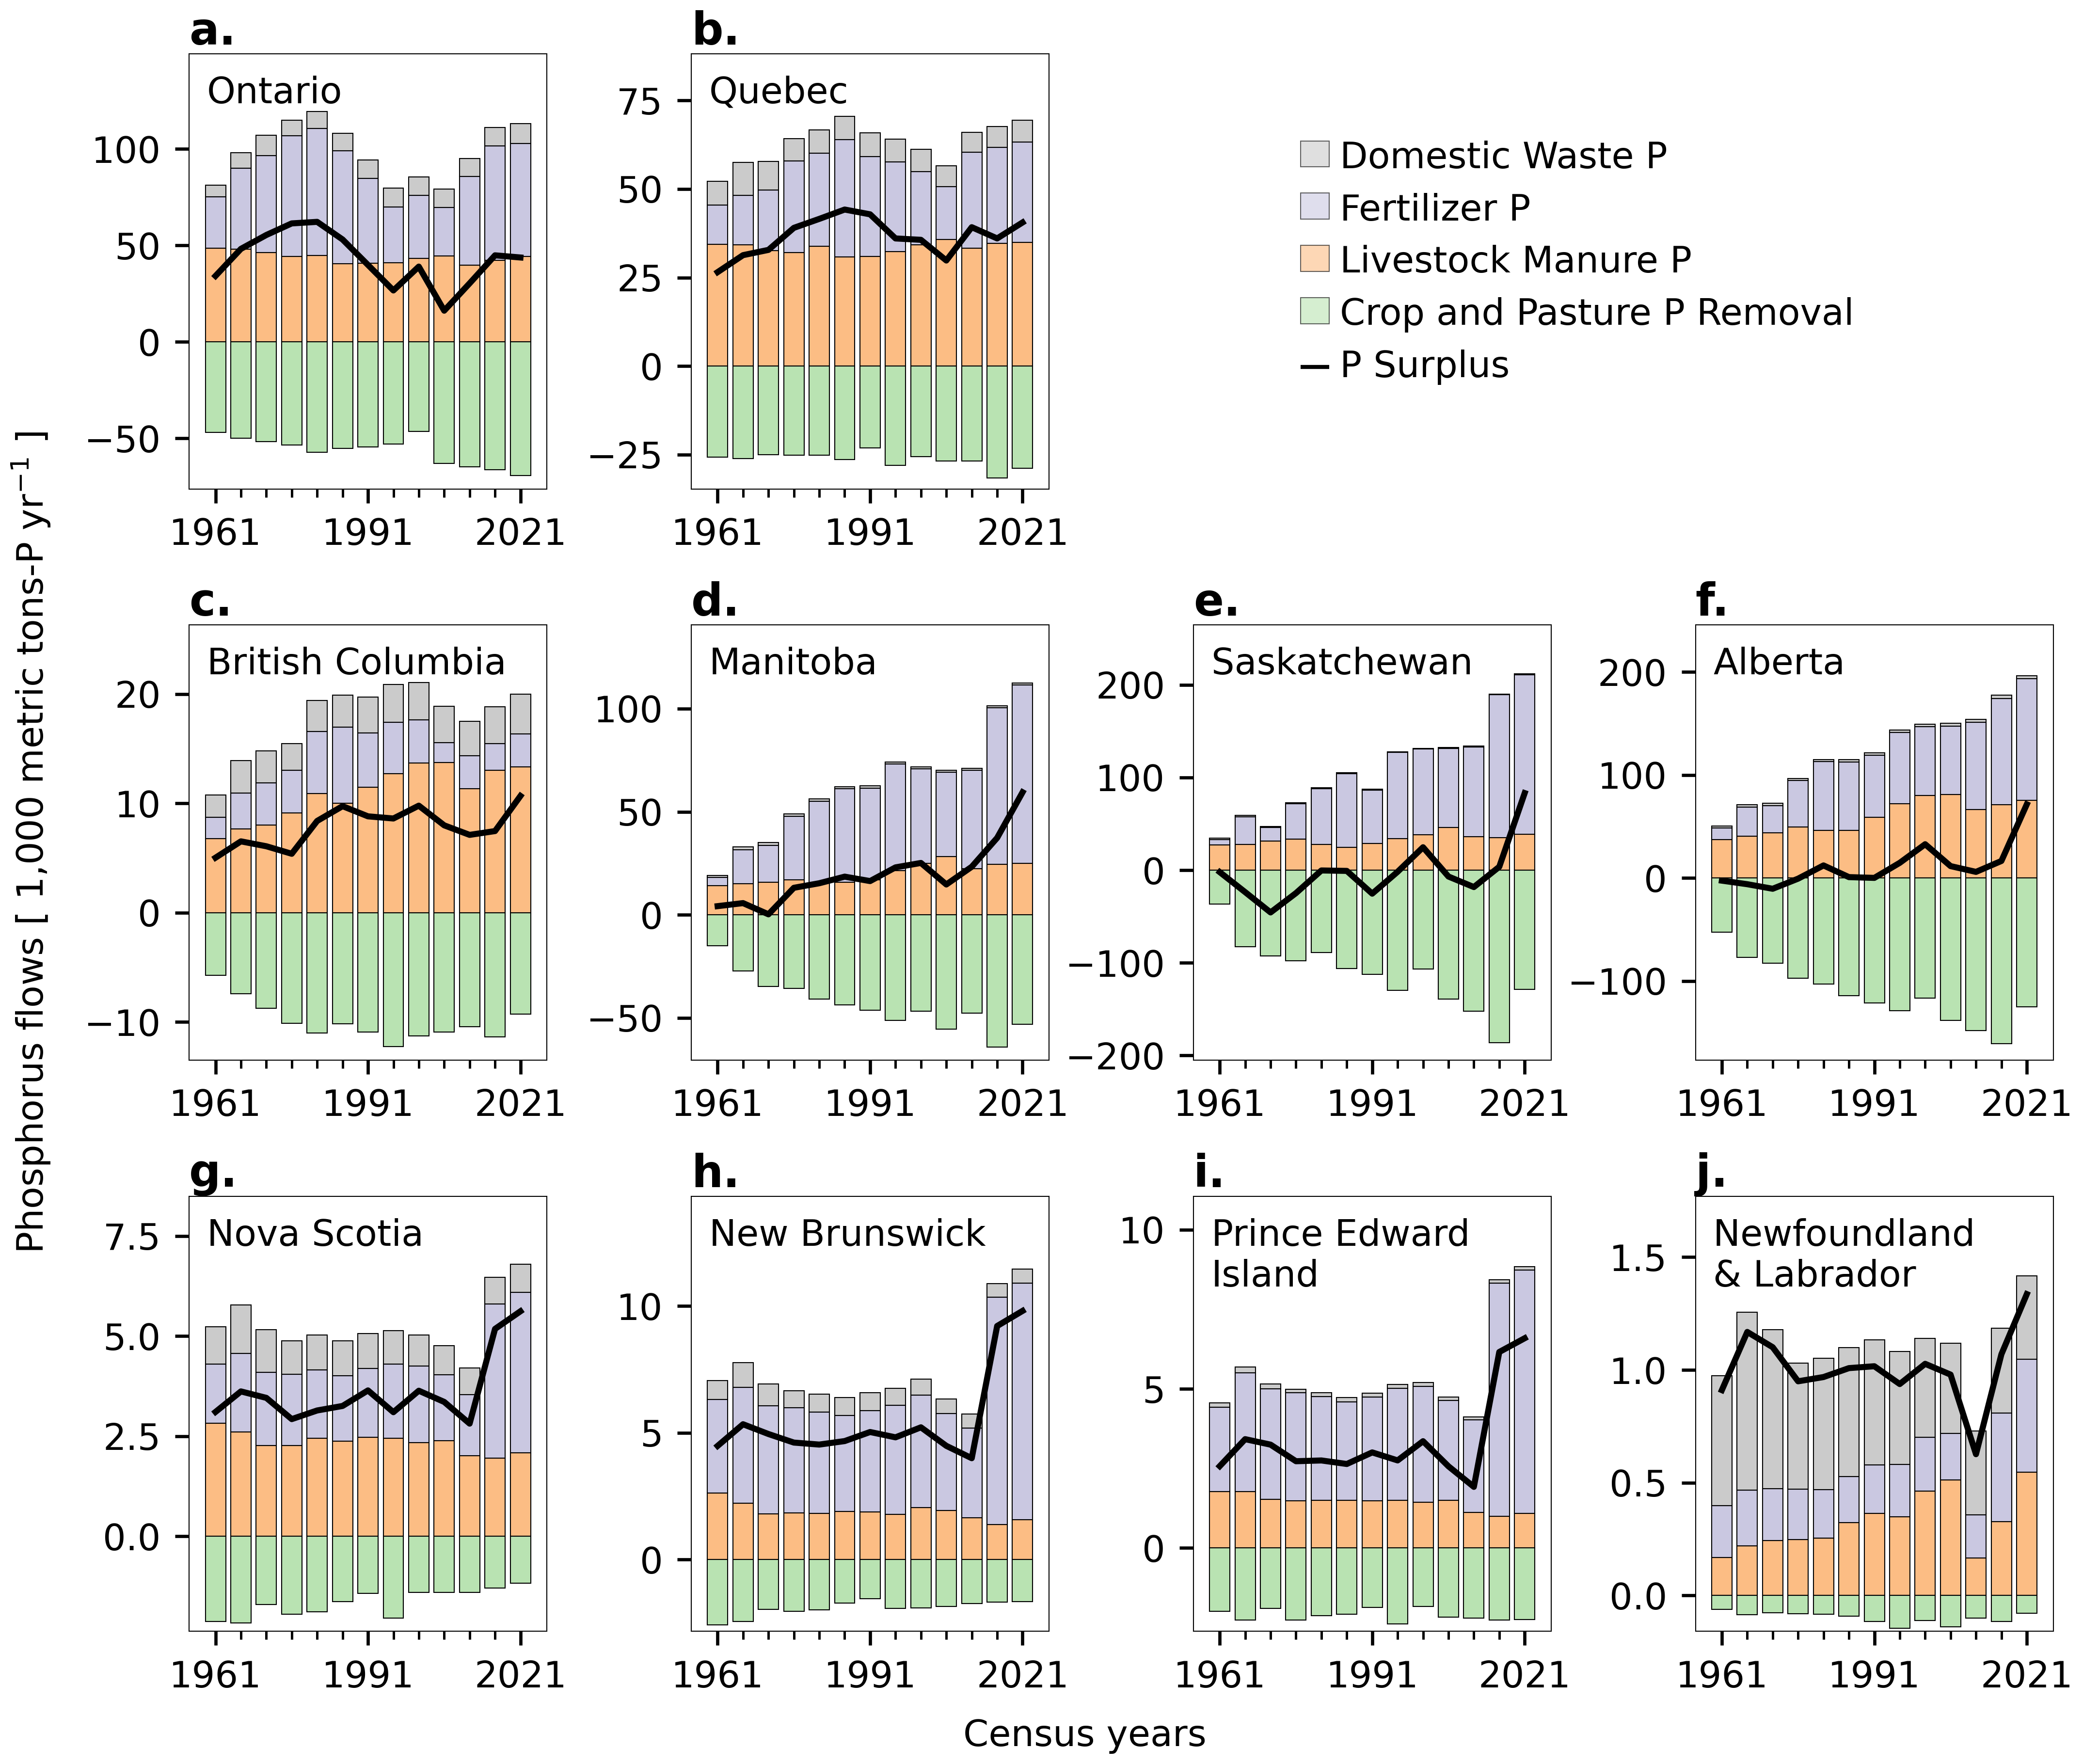 a.
Ontario
100
50
0
−50
1961 1991 2021
b.
Quebec
75
50
25
0
−25
1961 1991 2021
Domestic Waste P
Fertilizer P
Livestock Manure P
Crop and Pasture P Removal
P Surplus
Phosphorus flows [ 1,000 metric tons-P yr⁻¹ ]
c.
British Columbia
20
10
0
−10
1961 1991 2021
d.
Manitoba
100
50
0
−50
1961 1991 2021
e.
Saskatchewan
200
100
0
−100
−200
1961 1991 2021
f.
Alberta
200
100
0
−100
1961 1991 2021
g.
Nova Scotia
7.5
5.0
2.5
0.0
1961 1991 2021
h.
New Brunswick
10
5
0
1961 1991 2021
i.
Prince Edward
Island
10
5
0
1961 1991 2021
j.
Newfoundland
& Labrador
1.5
1.0
0.5
0.0
1961 1991 2021
Census years